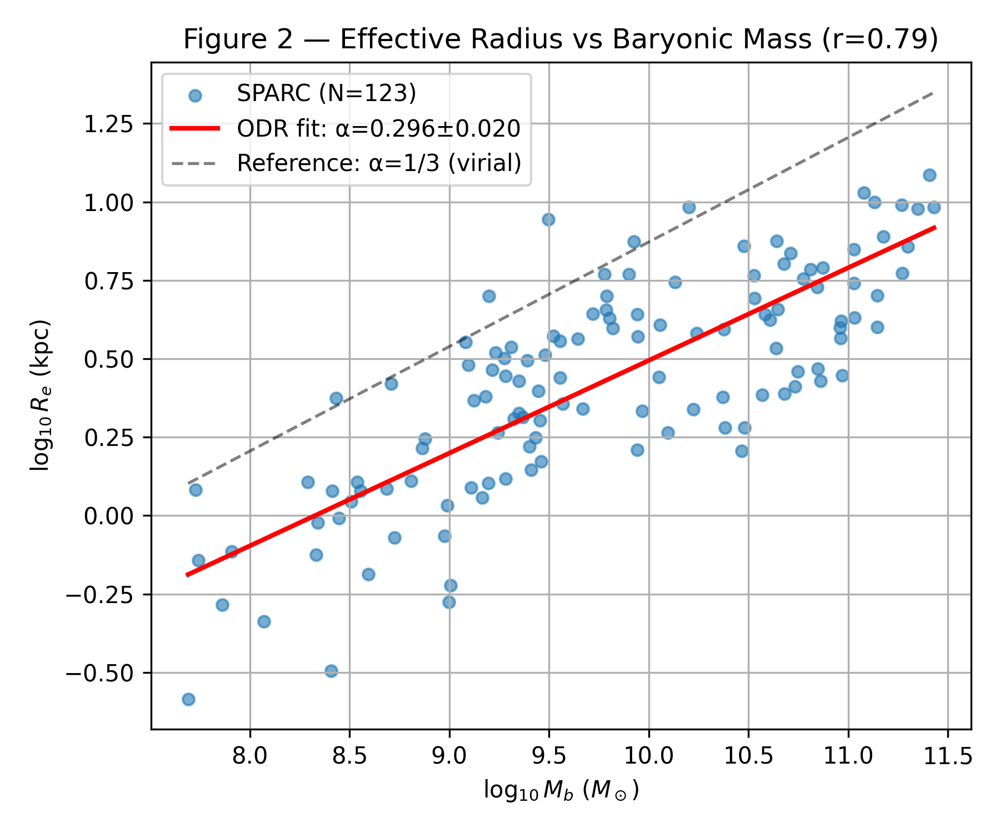 Figure 2 — Effective Radius vs Baryonic Mass (r=0.79)
SPARC (N=123)
ODR fit: α=0.296±0.020
Reference: α=1/3 (virial)
1.25
1.00
0.75
0.50
0.25
0.00
−0.25
−0.50
log₁₀ Rₑ (kpc)
8.0 8.5 9.0 9.5 10.0 10.5 11.0 11.5
log₁₀ M_b (M_⊙)